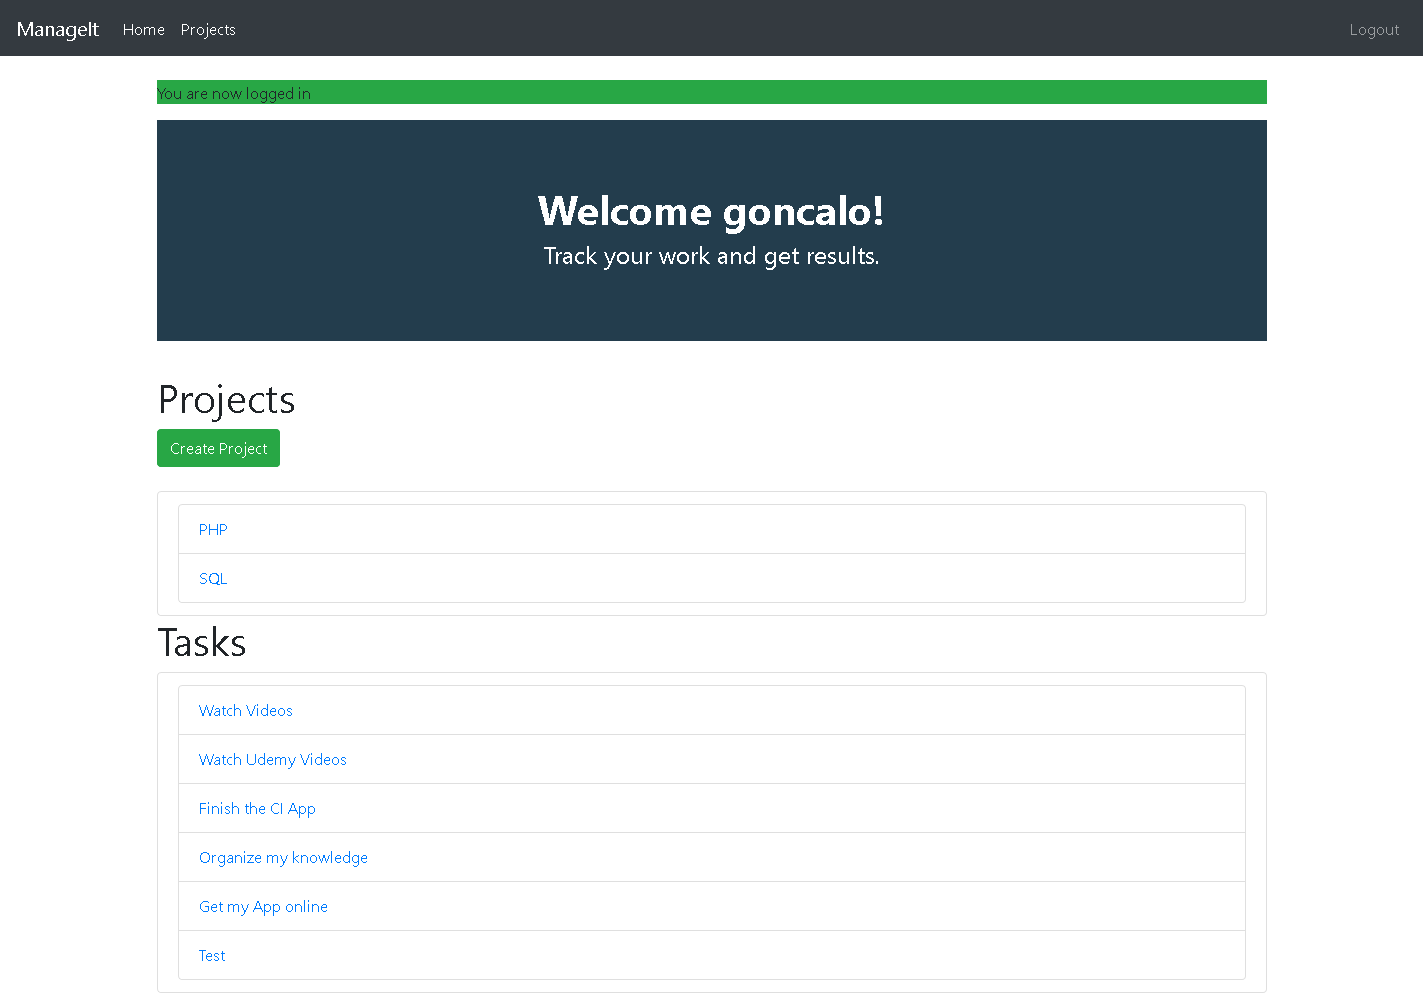 ManageIt Home Projects Logout
You are now logged in
Welcome goncalo!
Track your work and get results.
Projects
Create Project
PHP
SQL
Tasks
Watch Videos
Watch Udemy Videos
Finish the CI App
Organize my knowledge
Get my App online
Test